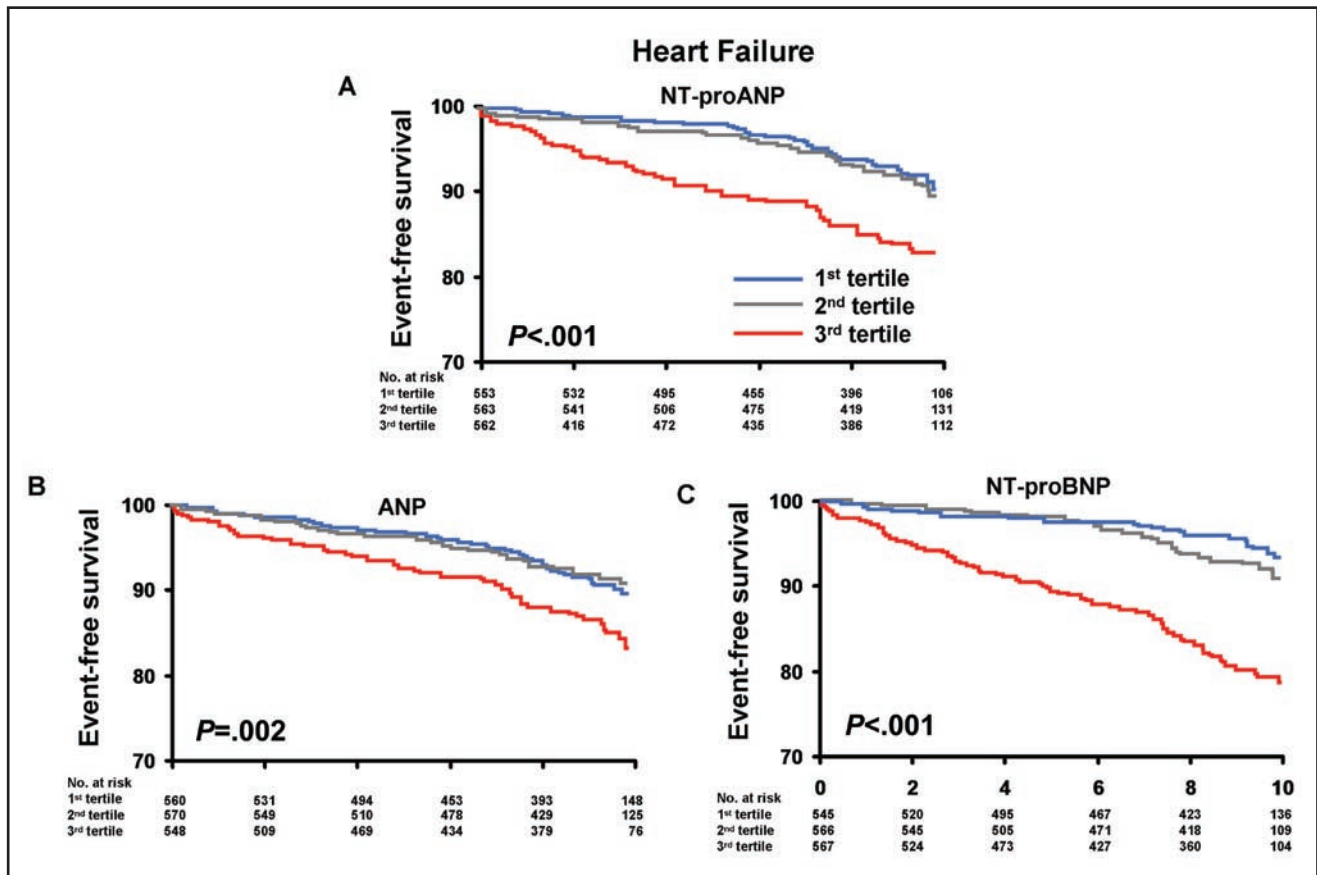 Heart Failure
A
NT-proANP
Event-free survival
100
90
80
70
1st tertile
2nd tertile
3rd tertile
P<.001
No. at risk
1st tertile 553 532 495 455 396 106
2nd tertile 563 541 506 475 419 131
3rd tertile 562 416 472 435 386 112
B
ANP
Event-free survival
100
90
80
70
P=.002
No. at risk
1st tertile 560 531 494 453 393 148
2nd tertile 570 549 510 478 429 125
3rd tertile 548 509 469 434 379 76
C
NT-proBNP
Event-free survival
100
90
80
70
P<.001
0 2 4 6 8 10
No. at risk
1st tertile 545 520 495 467 423 136
2nd tertile 566 545 505 471 418 109
3rd tertile 567 524 473 427 360 104